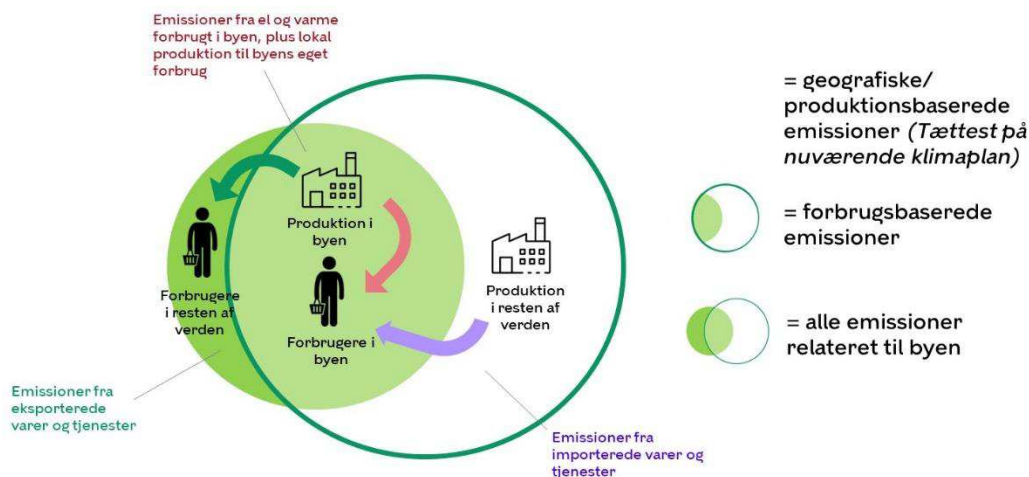 Emissioner fra el og varme
forbrugt i byen, plus lokal
produktion til byens eget
forbrug
Produktion i
byen
Forbrugere
i resten af
verden
Forbrugere i
byen
Produktion
i resten af
verden
Emissioner fra
eksporterede
varer og tjenester
Emissioner fra
importerede varer og
tjenester
= geografiske/
produktionsbaserede
emissioner (Tættest på
nuværende klimaplan)
= forbrugsbaserede
emissioner
= alle emissioner
relateret til byen